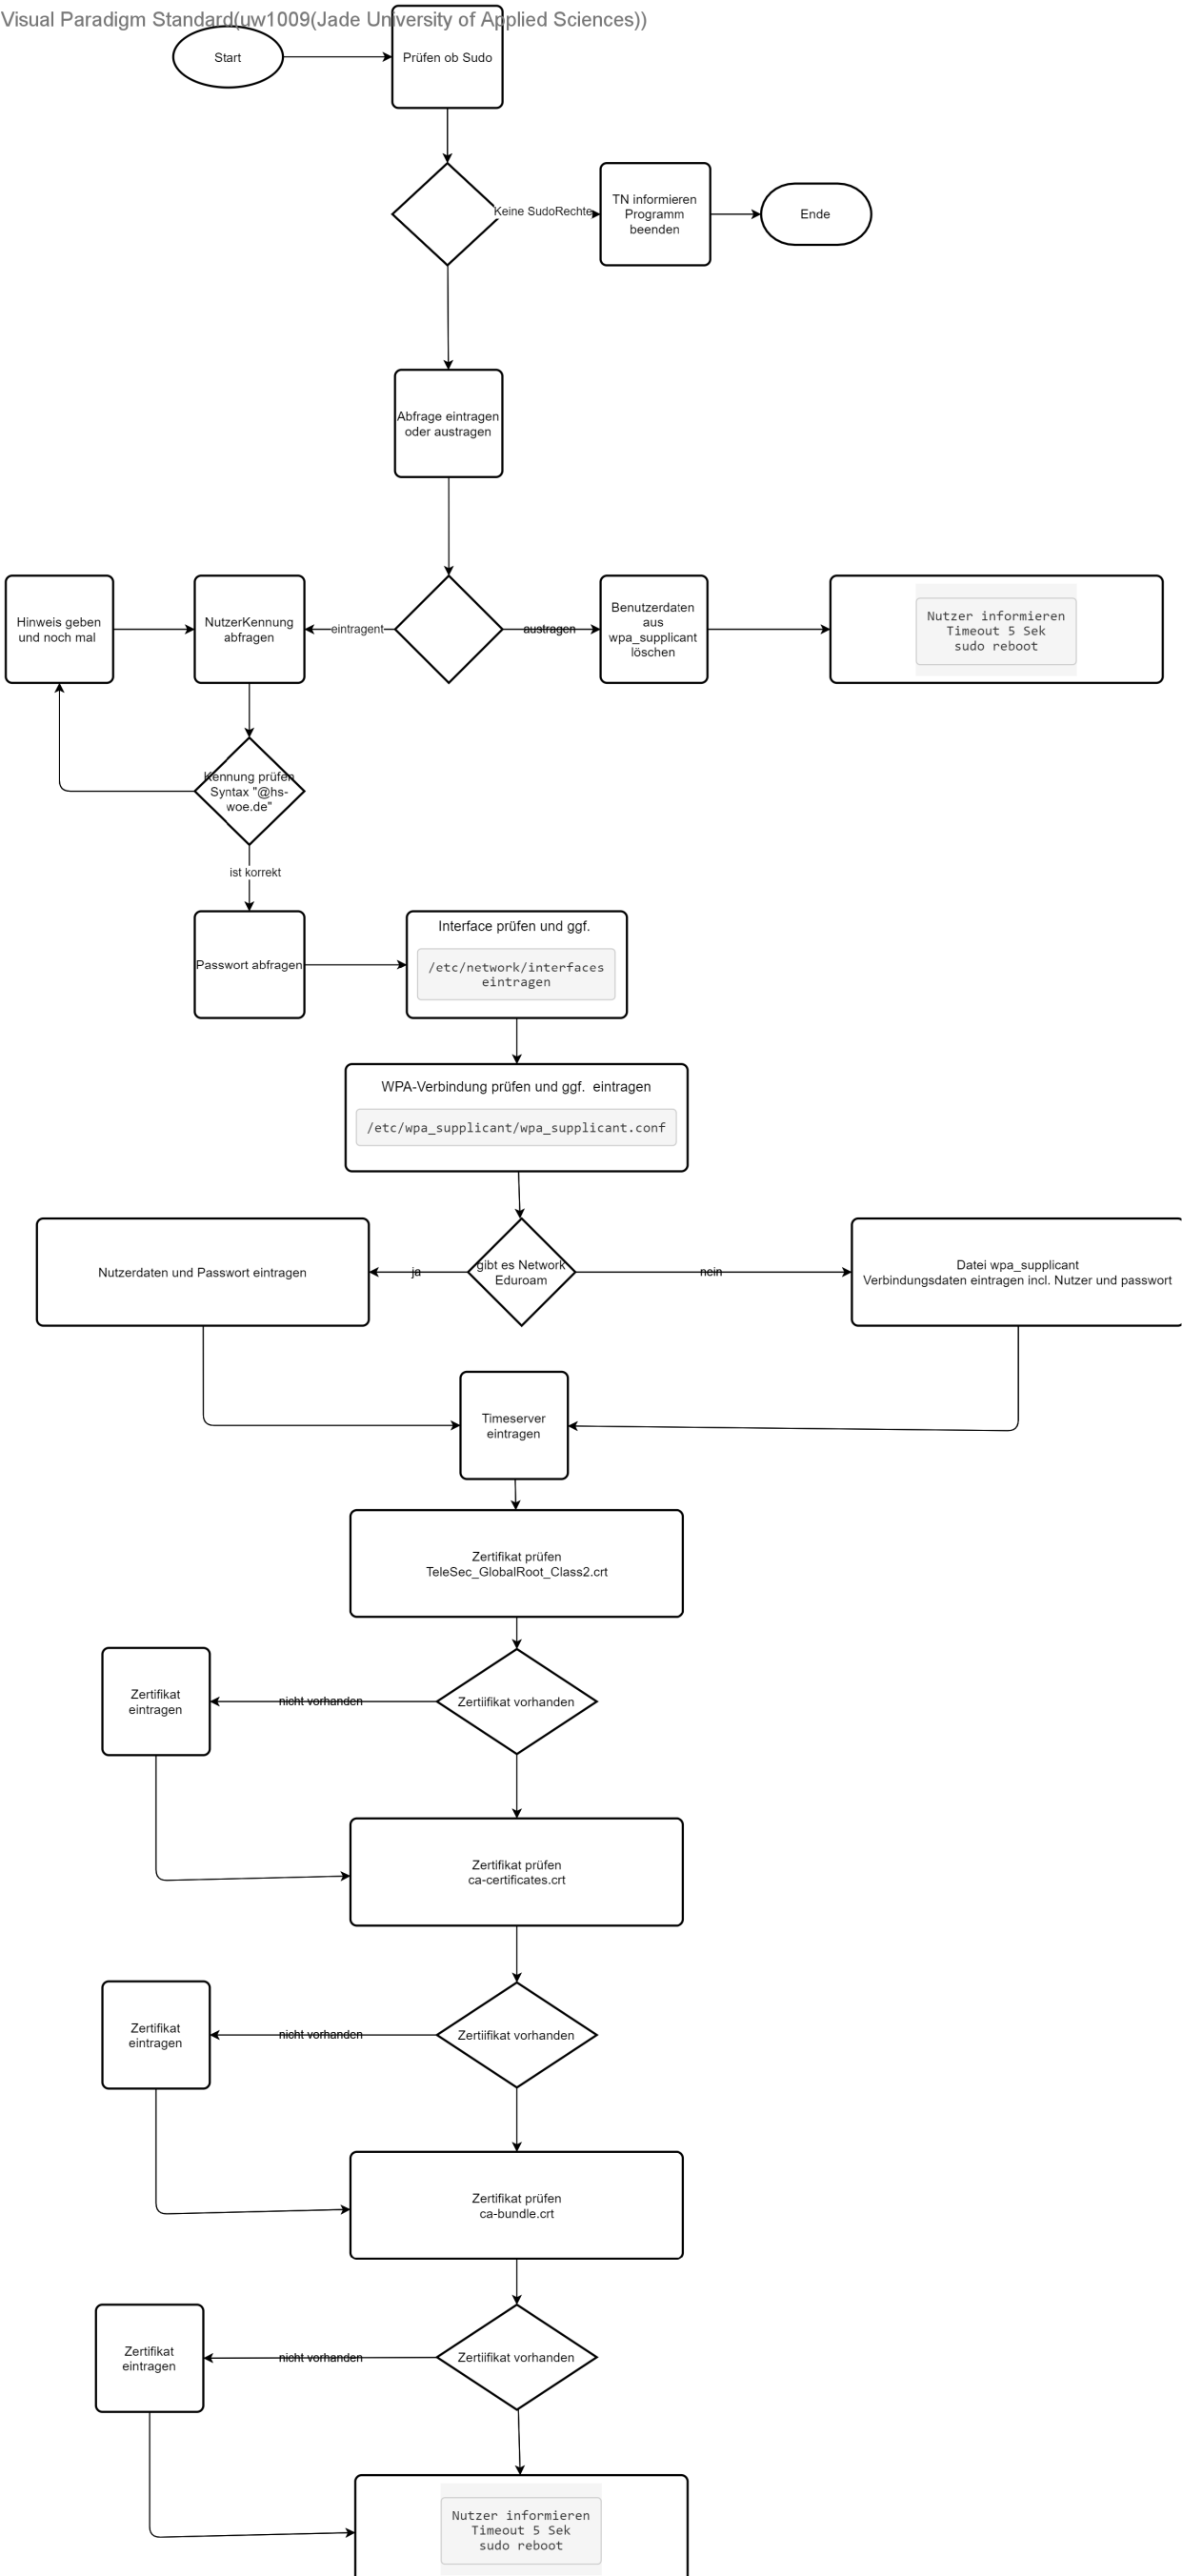 Visual Paradigm Standard(uw1009(Jade University of Applied Sciences))
Start
Prüfen ob Sudo
Keine SudoRechte
TN informieren
Programm
beenden
Ende
Abfrage eintragen
oder austragen
Hinweis geben
und noch mal
NutzerKennung
abfragen
eintragent
austragen
Benutzerdaten
aus
wpa_supplicant
löschen
Nutzer informieren
Timeout 5 Sek
sudo reboot
Kennung prüfen
Syntax "@hs-
woe.de"
ist korrekt
Passwort abfragen
Interface prüfen und ggf.
/etc/network/interfaces
eintragen
WPA-Verbindung prüfen und ggf.  eintragen
/etc/wpa_supplicant/wpa_supplicant.conf
Nutzerdaten und Passwort eintragen
ja
gibt es Network
Eduroam
nein
Datei wpa_supplicant
Verbindungsdaten eintragen incl. Nutzer und passwort
Timeserver
eintragen
Zertifikat prüfen
TeleSec_GlobalRoot_Class2.crt
Zertifikat
eintragen
nicht vorhanden
Zertiifikat vorhanden
Zertifikat prüfen
ca-certificates.crt
Zertifikat
eintragen
nicht vorhanden
Zertiifikat vorhanden
Zertifikat prüfen
ca-bundle.crt
Zertifikat
eintragen
nicht vorhanden
Zertiifikat vorhanden
Nutzer informieren
Timeout 5 Sek
sudo reboot